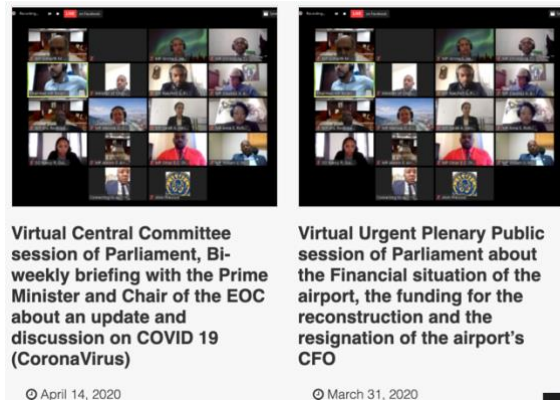 LIVE
Virtual Central Committee
session of Parliament, Bi-
weekly briefing with the Prime
Minister and Chair of the EOC
about an update and
discussion on COVID 19
(CoronaVirus)
April 14, 2020
LIVE
Virtual Urgent Plenary Public
session of Parliament about
the Financial situation of the
airport, the funding for the
reconstruction and the
resignation of the airport's
CFO
March 31, 2020